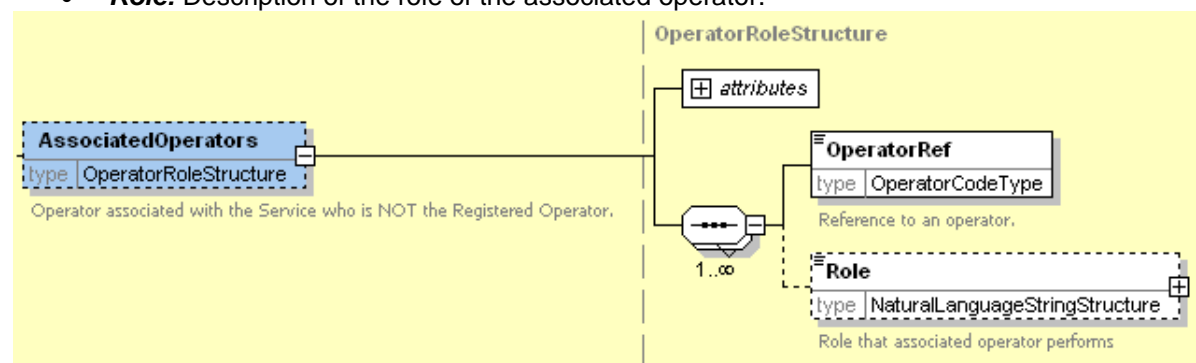 • Role. Description of the role of the associated operator.
OperatorRoleStructure
attributes
AssociatedOperators
type OperatorRoleStructure
Operator associated with the Service who is NOT the Registered Operator.
OperatorRef
type OperatorCodeType
Reference to an operator.
1..∞
Role
type NaturalLanguageStringStructure
Role that associated operator performs